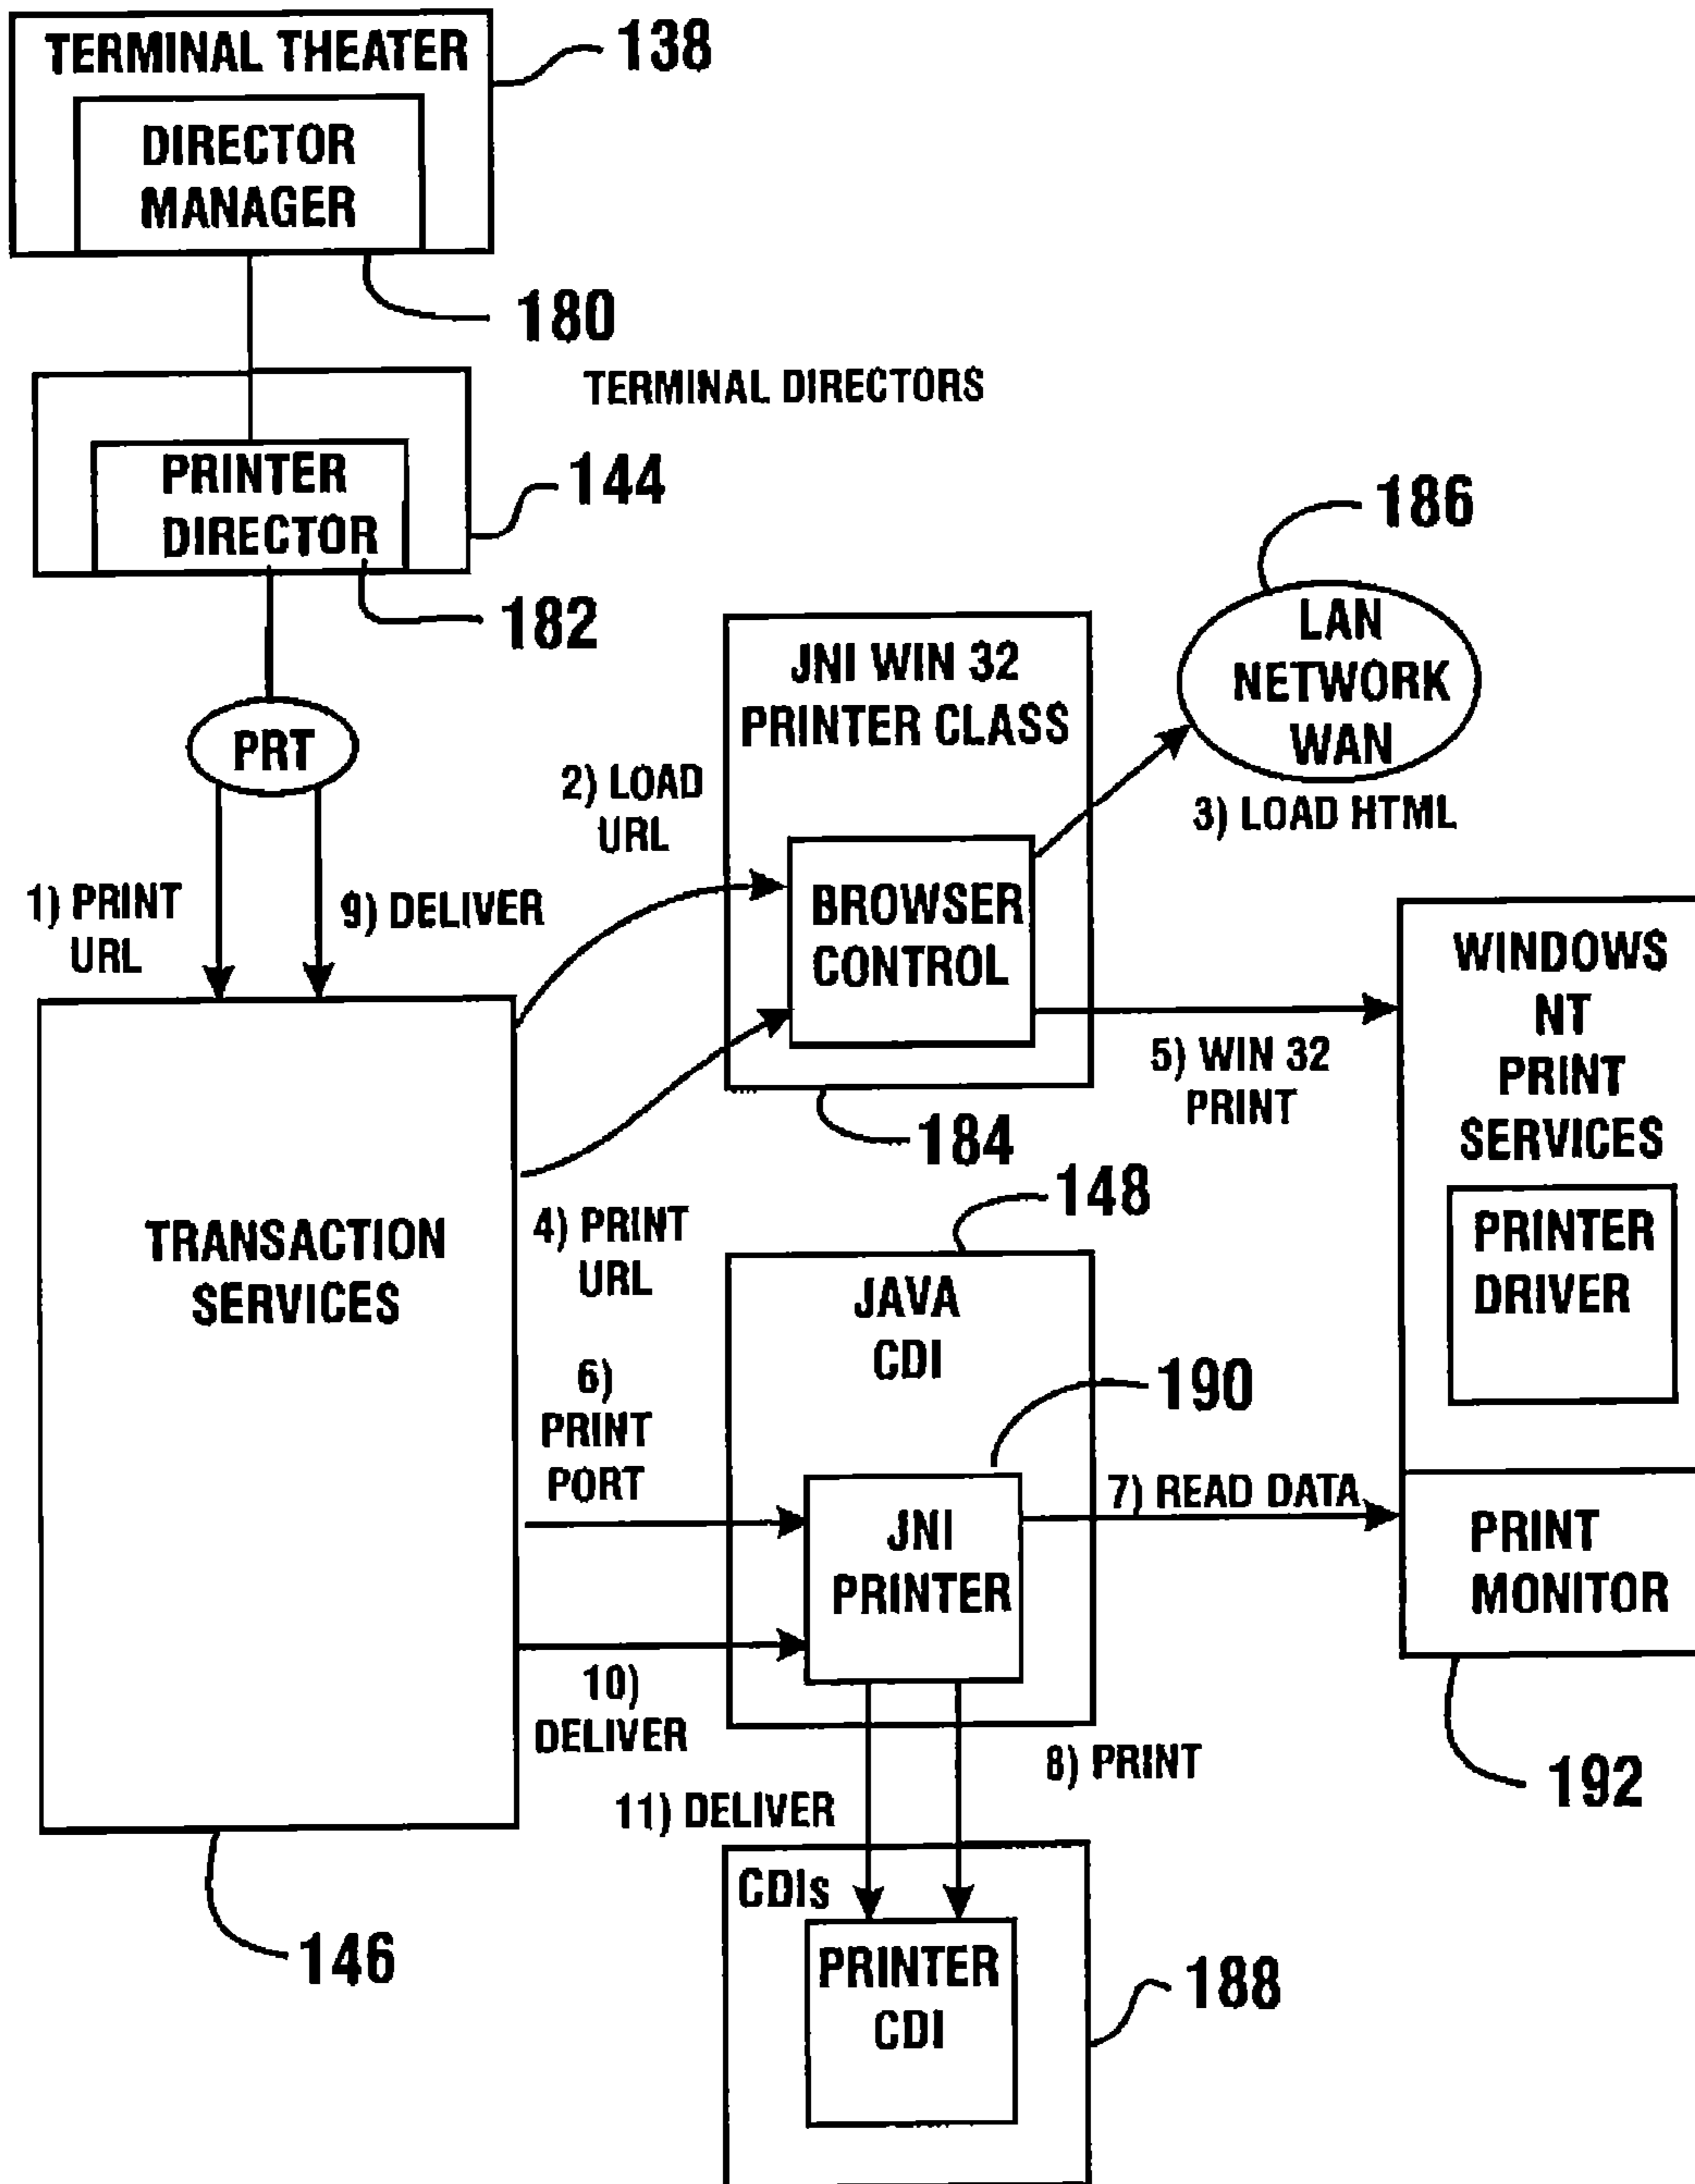 TERMINAL THEATER
138
DIRECTOR
MANAGER
180
TERMINAL DIRECTORS
PRINTER
DIRECTOR
144
182
PRT
1) PRINT
URL
9) DELIVER
2) LOAD
URL
JNI WIN 32
PRINTER CLASS
BROWSER
CONTROL
184
186
LAN
NETWORK
WAN
3) LOAD HTML
WINDOWS
NT
PRINT
SERVICES
5) WIN 32
PRINT
PRINTER
DRIVER
TRANSACTION
SERVICES
4) PRINT
URL
148
JAVA
CDI
190
6)
PRINT
PORT
JNI
PRINTER
7) READ DATA
PRINT
MONITOR
10)
DELIVER
8) PRINT
192
11) DELIVER
146
CDIs
PRINTER
CDI
188